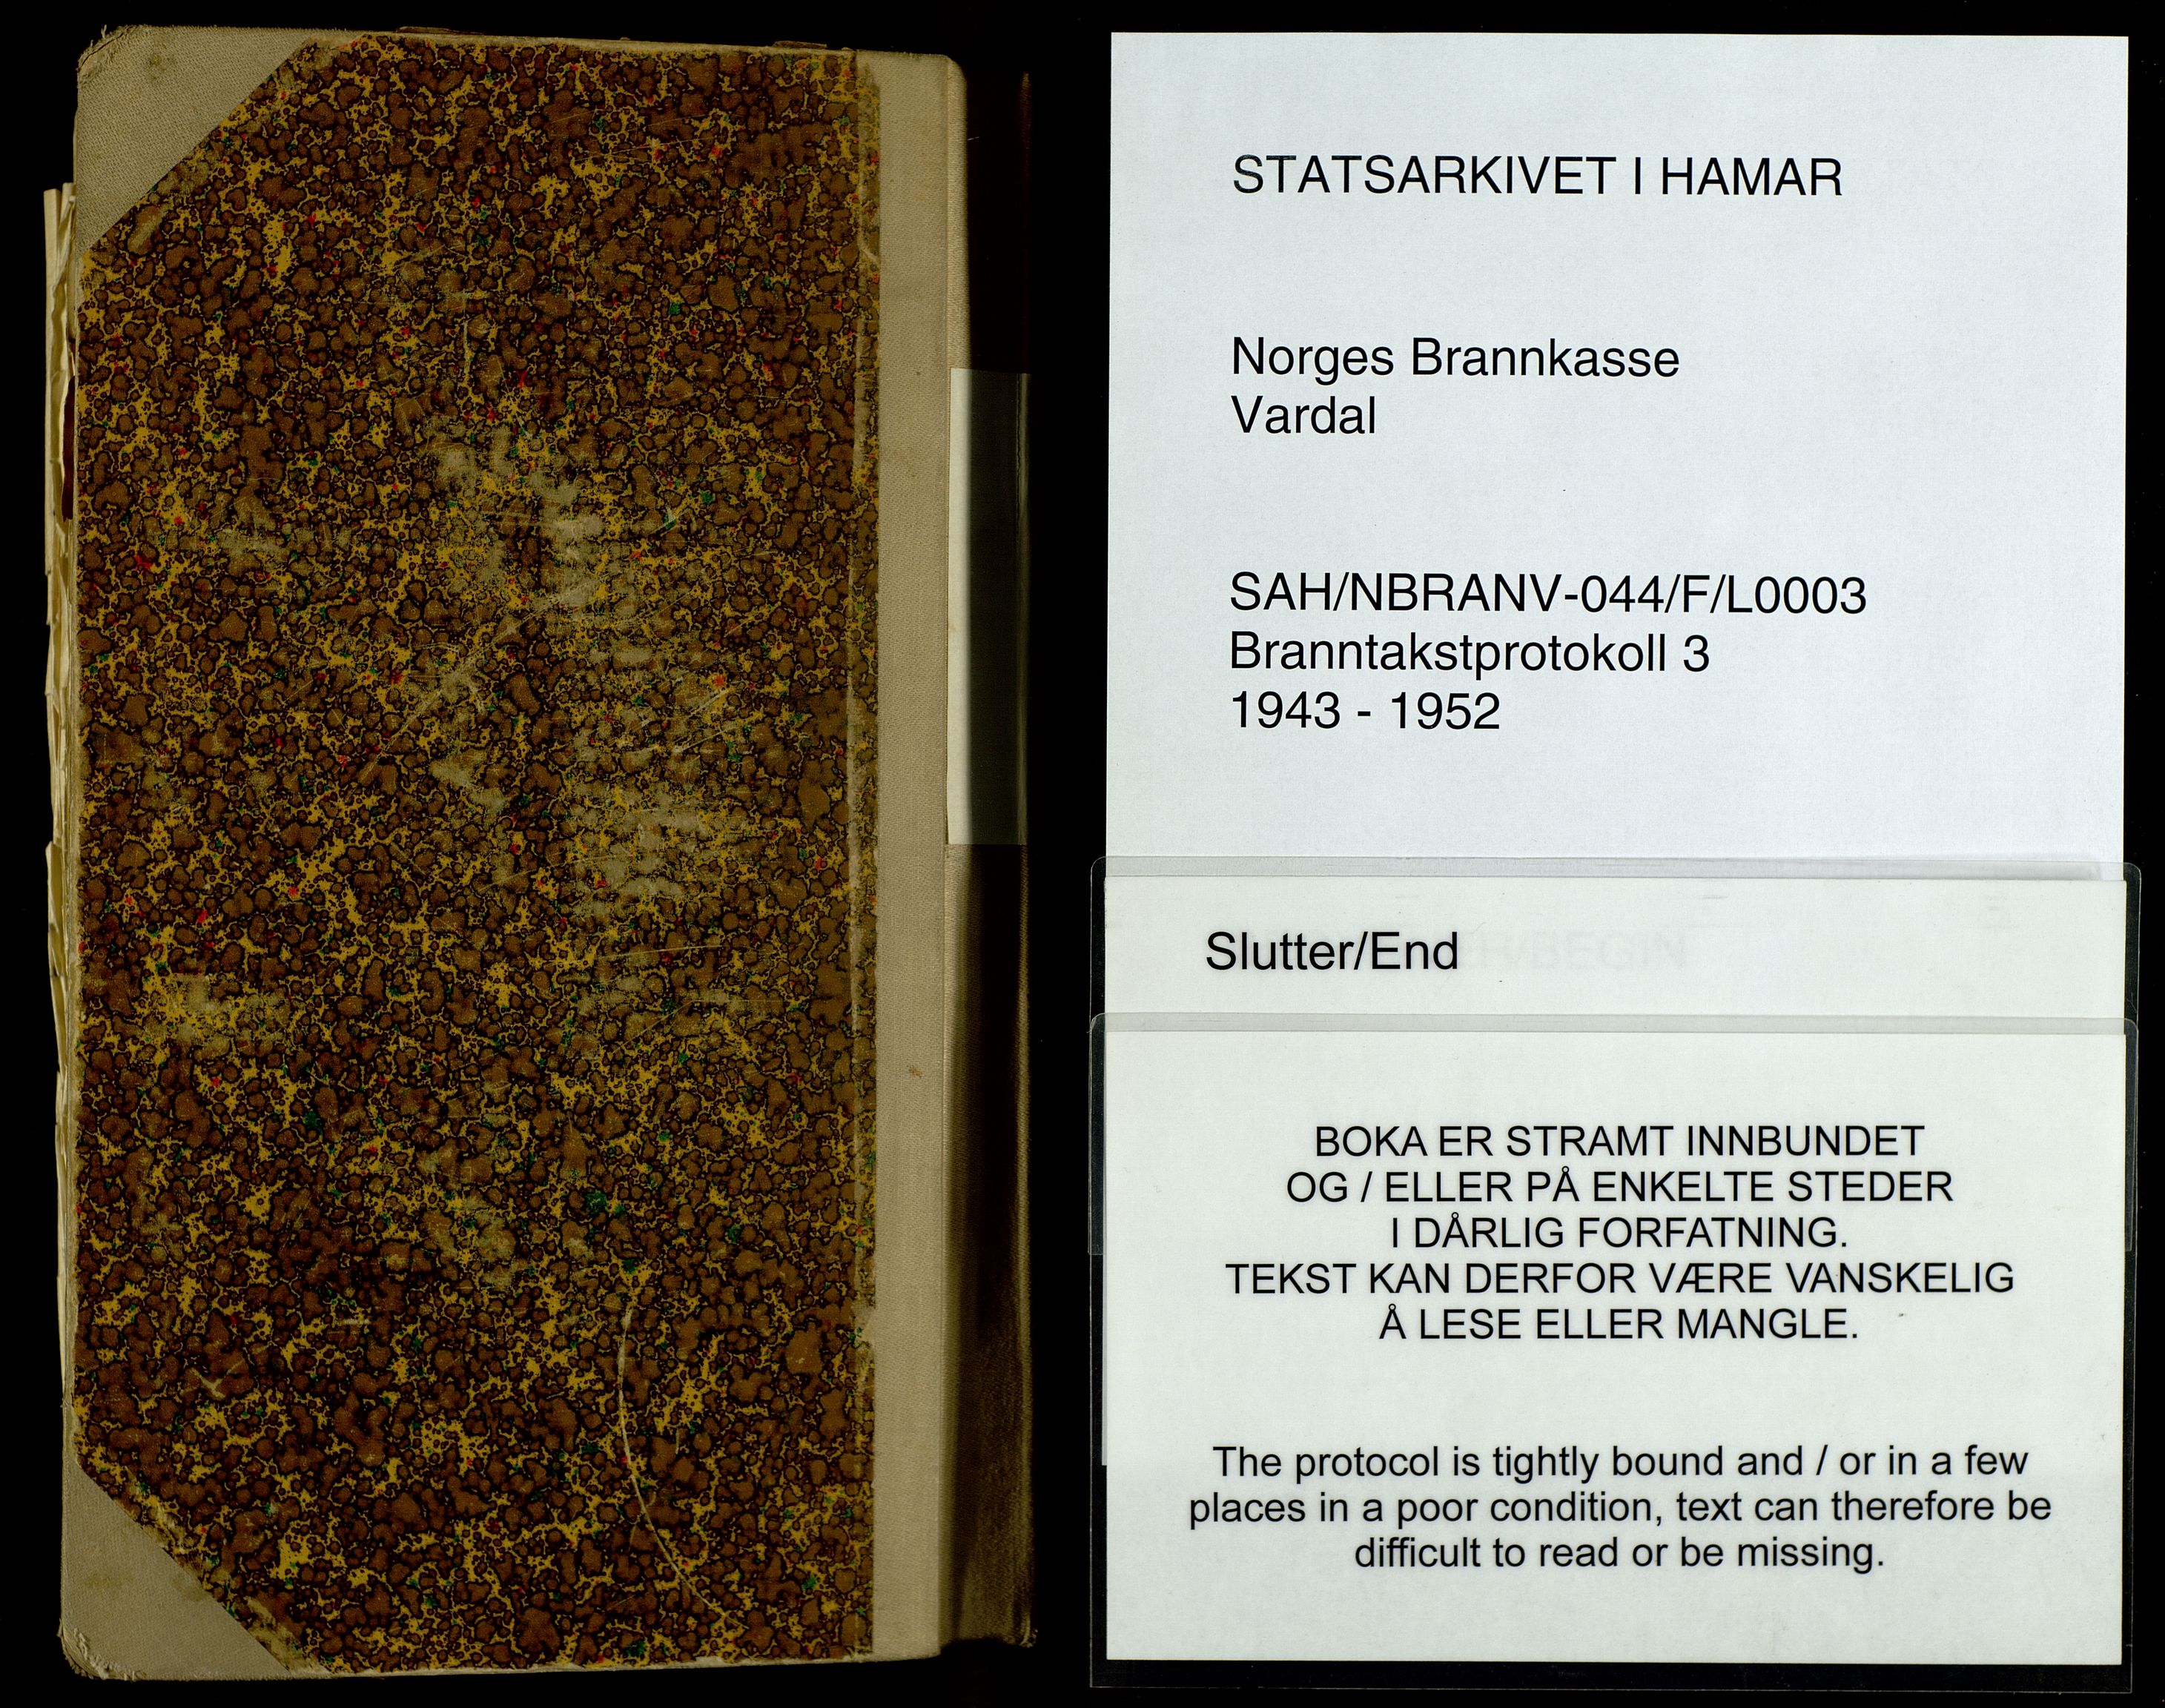 STATSARKIVET I HAMAR
Norges Brannkasse
Vardal
SAH/NBRANV-044/F/L0003
Branntakstprotokoll 3
1943 - 1952
Slutter/End
BOKA ER STRAMT INNBUNDET
OG / ELLER PÅ ENKELTE STEDER
I DÅRLIG FORFATNING.
TEKST KAN DERFOR VÆRE VANSKELIG
Å LESE ELLER MANGLE.
The protocol is tightly bound and / or in a few
places in a poor condition, text can therefore be
difficult to read or be missing.